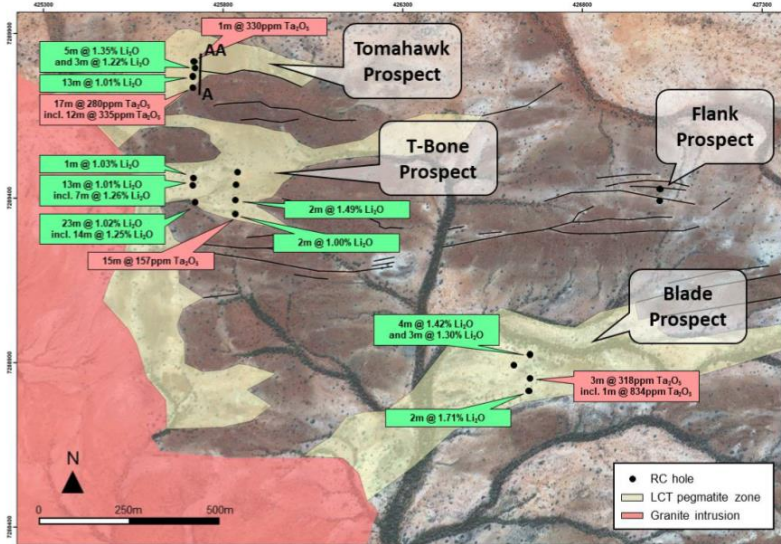 425300
425800
426300
426800
427300
7289900
7289400
7288900
7288400
1m @ 330ppm Ta₂O₅
AA
5m @ 1.35% Li₂O
and 3m @ 1.22% Li₂O
13m @ 1.01% Li₂O
A
17m @ 280ppm Ta₂O₅
incl. 12m @ 335ppm Ta₂O₅
Tomahawk
Prospect
Flank
Prospect
T-Bone
Prospect
1m @ 1.03% Li₂O
13m @ 1.01% Li₂O
incl. 7m @ 1.26% Li₂O
23m @ 1.02% Li₂O
incl. 14m @ 1.25% Li₂O
2m @ 1.49% Li₂O
2m @ 1.00% Li₂O
15m @ 157ppm Ta₂O₅
Blade
Prospect
4m @ 1.42% Li₂O
and 3m @ 1.30% Li₂O
3m @ 318ppm Ta₂O₅
incl. 1m @ 834ppm Ta₂O₅
2m @ 1.71% Li₂O
N
0 250m 500m
RC hole
LCT pegmatite zone
Granite intrusion